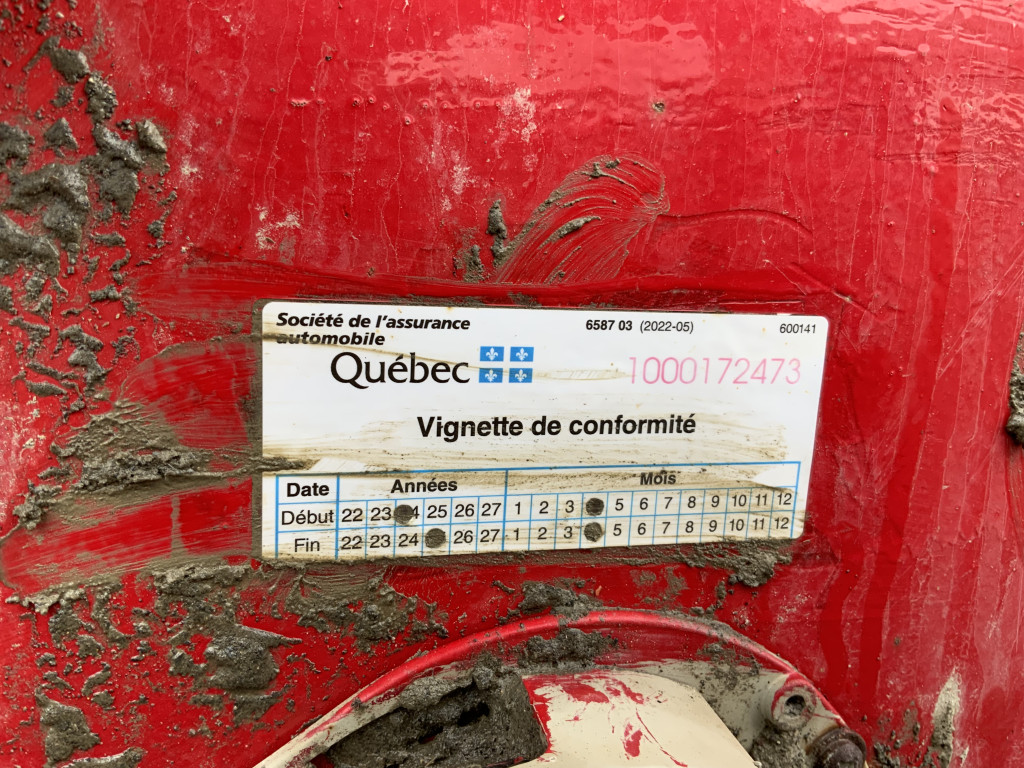 Société de l'assurance automobile
6587 03 (2022-05)
600141
Québec
1000172473
Vignette de conformité
Date Années Mois
Début 22 23 25 26 27 1 2 3 5 6 7 8 9 10 11 12
Fin 22 23 24 26 27 1 2 3 5 6 7 8 9 10 11 12